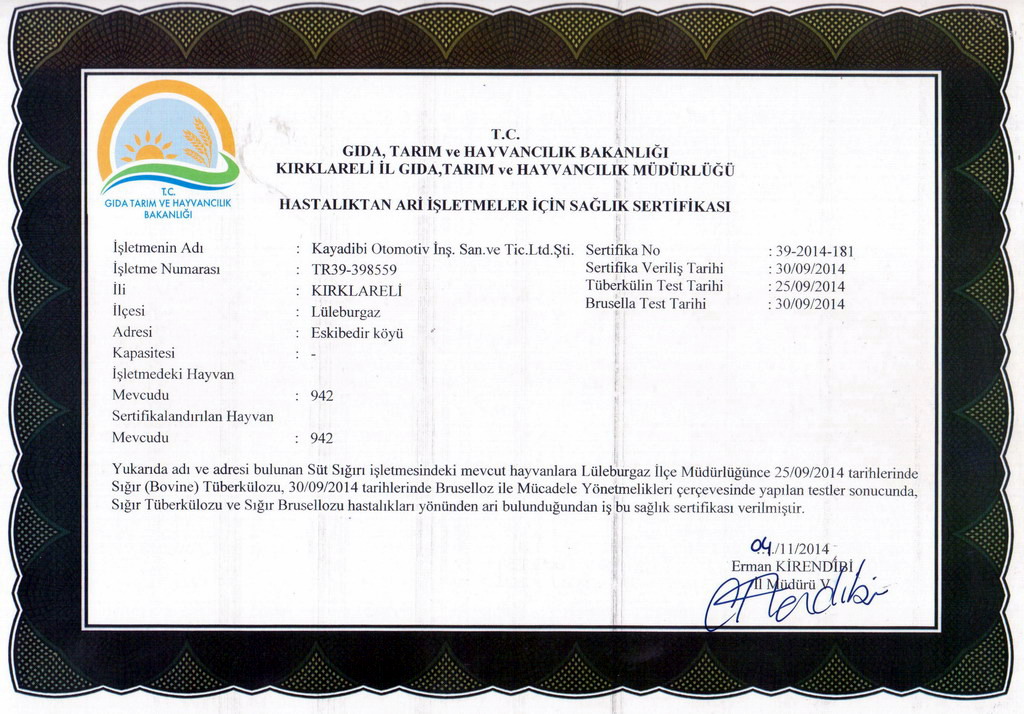 T.C.
GIDA TARIM VE HAYVANCILIK
BAKANLIĞI
T.C.
GIDA, TARIM ve HAYVANCILIK BAKANLIĞI
KIRKLARELİ İL GIDA,TARIM ve HAYVANCILIK MÜDÜRLÜĞÜ
HASTALIKTAN ARİ İŞLETMELER İÇİN SAĞLIK SERTİFİKASI
İşletmenin Adı : Kayadibi Otomotiv İnş. San.ve Tic.Ltd.Şti.
İşletme Numarası : TR39-398559
İli : KIRKLARELİ
İlçesi : Lüleburgaz
Adresi : Eskibedir köyü
Kapasitesi : -
İşletmedeki Hayvan
Mevcudu : 942
Sertifikalandırılan Hayvan
Mevcudu : 942
Sertifika No : 39-2014-181
Sertifika Veriliş Tarihi : 30/09/2014
Tüberkülin Test Tarihi : 25/09/2014
Brusella Test Tarihi : 30/09/2014
Yukarıda adı ve adresi bulunan Süt Sığırı işletmesindeki mevcut hayvanlara Lüleburgaz İlçe Müdürlüğünce 25/09/2014 tarihlerinde
Sığır (Bovine) Tüberkülozu, 30/09/2014 tarihlerinde Bruselloz ile Mücadele Yönetmelikleri çerçevesinde yapılan testler sonucunda,
Sığır Tüberkülozu ve Sığır Brusellozu hastalıkları yönünden ari bulunduğundan iş bu sağlık sertifikası verilmiştir.
04/11/2014
Erman KİRENDİBİ
İl Müdürü V.